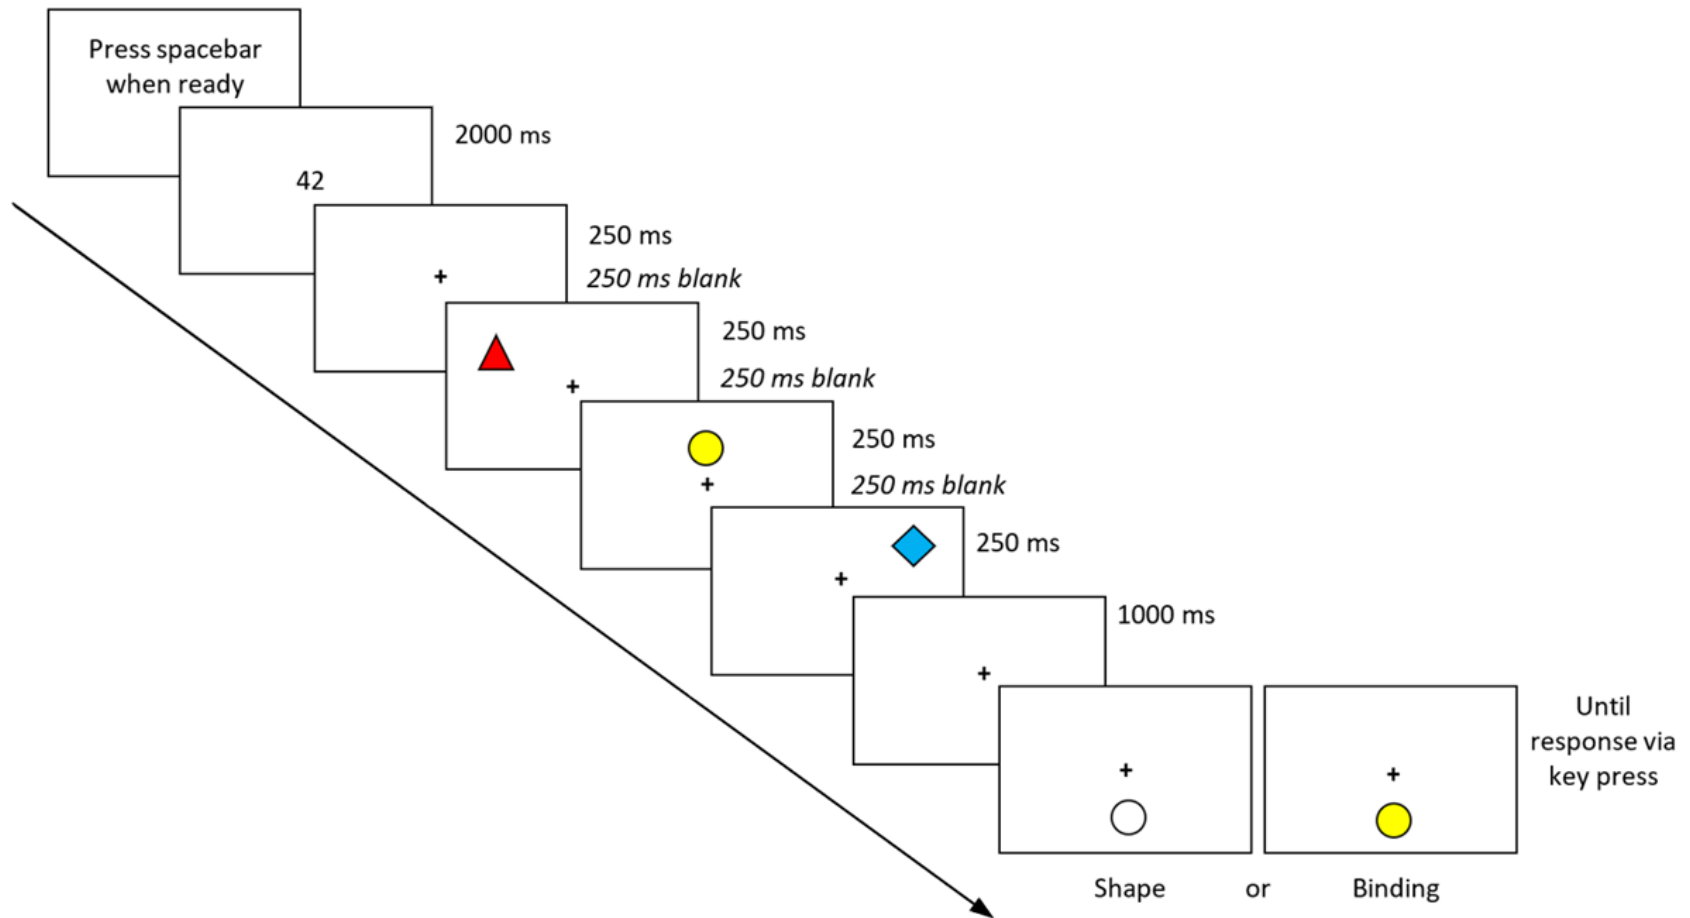 Press spacebar
when ready
2000 ms
42
250 ms
250 ms blank
250 ms
250 ms blank
250 ms
250 ms blank
250 ms
1000 ms
Until
response via
key press
Shape or Binding